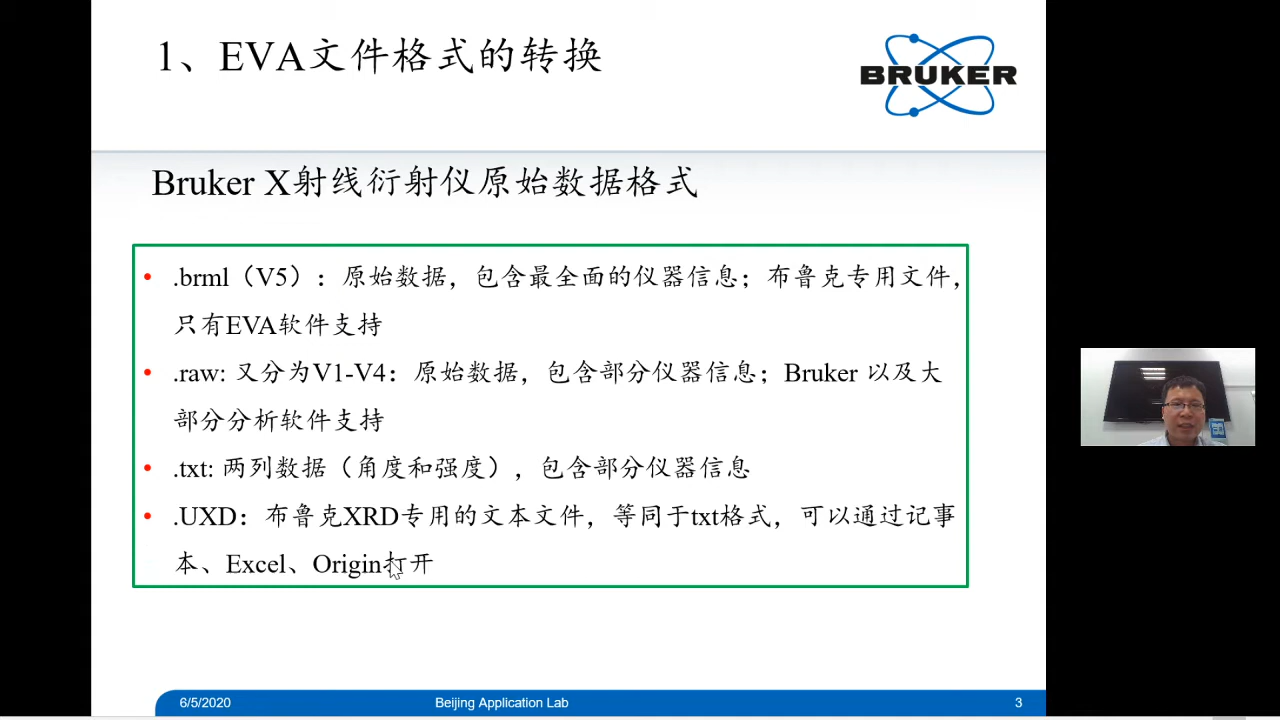 1、EVA文件格式的转换
BRUKER
Bruker X射线衍射仪原始数据格式
• .brml（V5）：原始数据，包含最全面的仪器信息；布鲁克专用文件，
只有EVA软件支持
• .raw: 又分为V1-V4：原始数据，包含部分仪器信息；Bruker 以及大
部分分析软件支持
• .txt: 两列数据（角度和强度），包含部分仪器信息
• .UXD：布鲁克XRD专用的文本文件，等同于txt格式，可以通过记事
本、Excel、Origin打开
6/5/2020
Beijing Application Lab
3